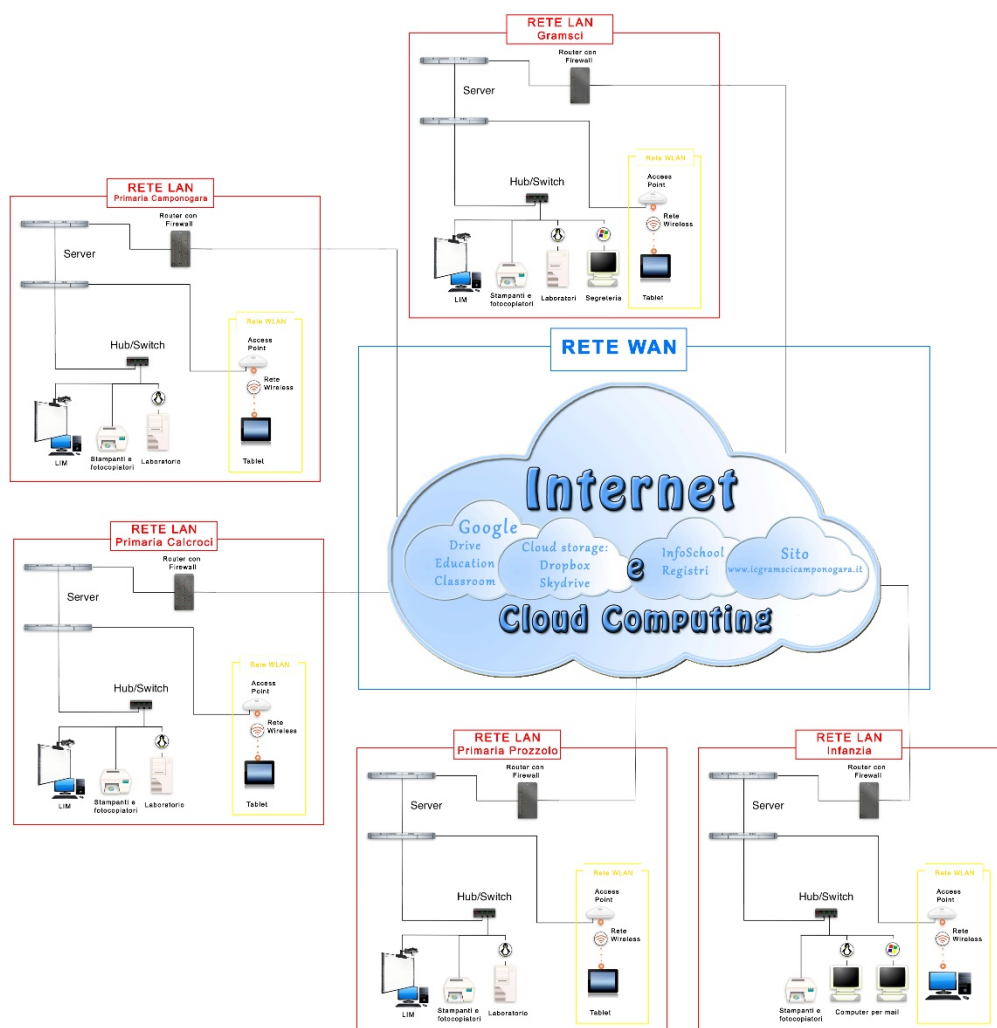 RETE LAN
Gramsci
Router con
Firewall
Server
Rete WLAN
Hub/Switch
Access
Point
Rete
Wireless
LIM
Stampanti e
fotocopiatori
Laboratori
Segreteria
Tablet
RETE LAN
Primaria Camponogara
Router con
Firewall
Server
Rete WLAN
Hub/Switch
Access
Point
Rete
Wireless
LIM
Stampanti e
fotocopiatori
Laboratorio
Tablet
RETE WAN
Internet
e
Cloud Computing
Google
Drive
Education
Classroom
Cloud storage:
Dropbox
Skydrive
InfoSchool
Registri
Sito
www.icgramscicamponogara.it
RETE LAN
Primaria Calcroci
Router con
Firewall
Server
Rete WLAN
Hub/Switch
Access
Point
Rete
Wireless
LIM
Stampanti e
fotocopiatori
Laboratorio
Tablet
RETE LAN
Primaria Prozzolo
Router con
Firewall
Server
Rete WLAN
Hub/Switch
Access
Point
Rete
Wireless
LIM
Stampanti e
fotocopiatori
Laboratorio
Tablet
RETE LAN
Infanzia
Router con
Firewall
Server
Rete WLAN
Hub/Switch
Access
Point
Rete
Wireless
Stampanti e
fotocopiatori
Computer per mail